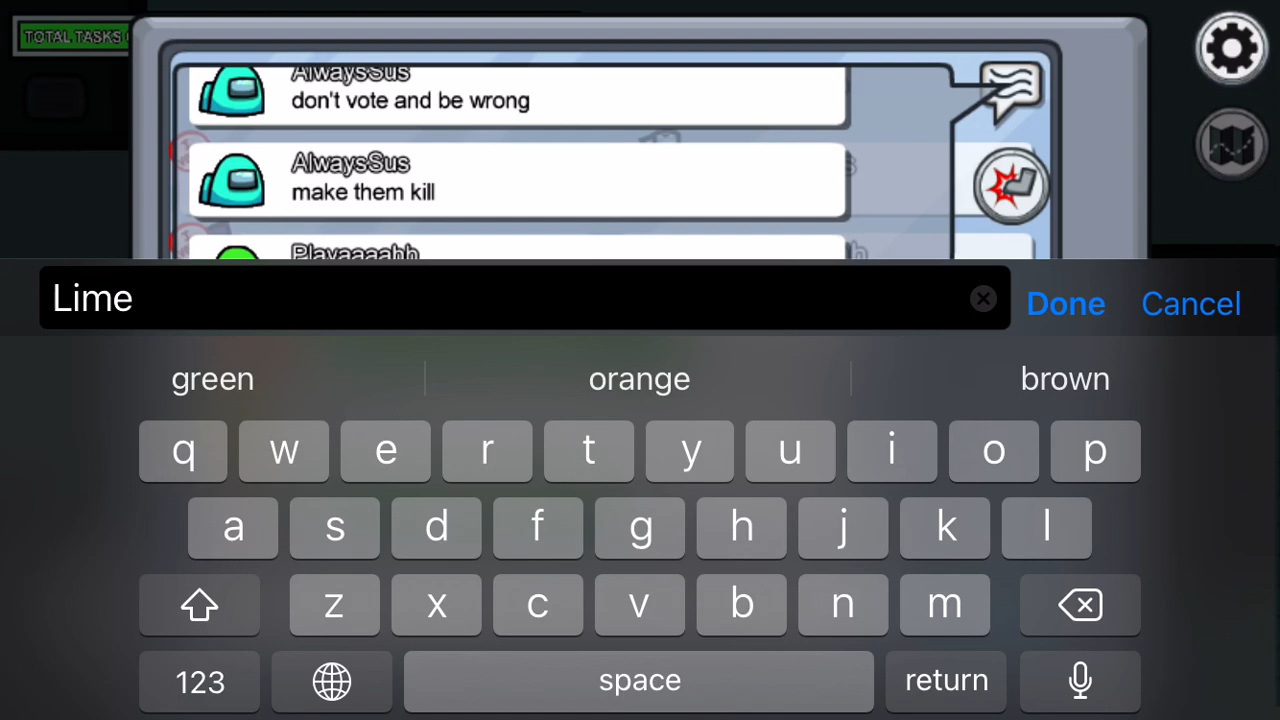 TOTAL TASKS
AlwaysSus
don't vote and be wrong
AlwaysSus
make them kill
Playaaaahh
Lime
Done
Cancel
green
orange
brown
q w e r t y u i o p
a s d f g h j k l
z x c v b n m
123
space
return